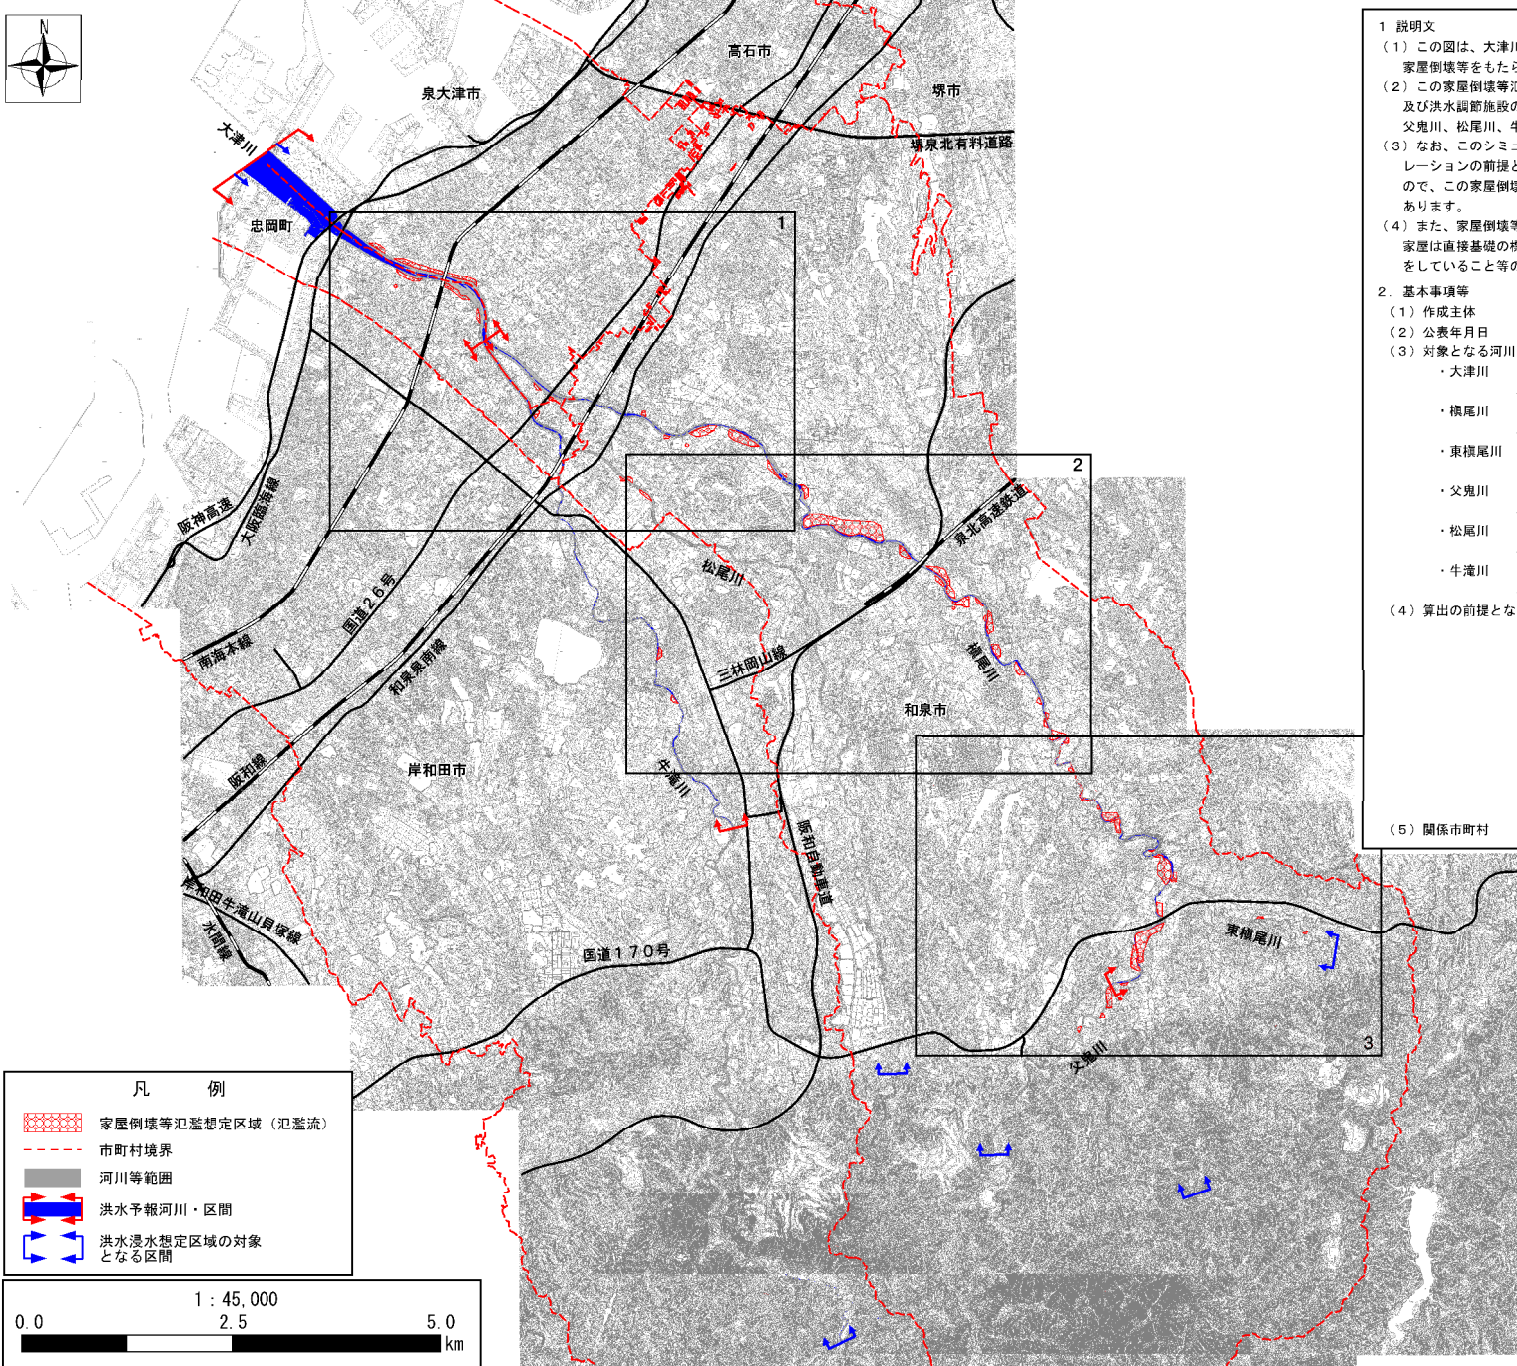 N
高石市
泉大津市
堺市
大津川
堺泉北有料道路
忠岡町
1
2
阪神高速
大阪臨海線
泉北高速鉄道
松尾川
国道26号
南海本線
和泉泉南線
三林岡山線
槇尾川
和泉市
阪和線
岸和田市
牛滝川
阪和自動車道
岸和田牛滝山貝塚線
水間線
国道170号
東槇尾川
3
父鬼川
1 説明文
(1) この図は、大津川
家屋倒壊等をもたら
(2) この家屋倒壊等氾
及び洪水調節施設の
父鬼川、松尾川、牛
(3) なお、このシミュ
レーションの前提と
ので、この家屋倒壊
あります。
(4) また、家屋倒壊等
家屋は直接基礎の
をしていること等の
2. 基本事項等
(1) 作成主体
(2) 公表年月日
(3) 対象となる河川
・大津川
・槇尾川
・東槇尾川
・父鬼川
・松尾川
・牛滝川
(4) 算出の前提とな
(5) 関係市町村
凡 例
家屋倒壊等氾濫想定区域(氾濫流)
市町村境界
河川等範囲
洪水予報河川・区間
洪水浸水想定区域の対象
となる区間
1 : 45,000
0.0 2.5 5.0
km